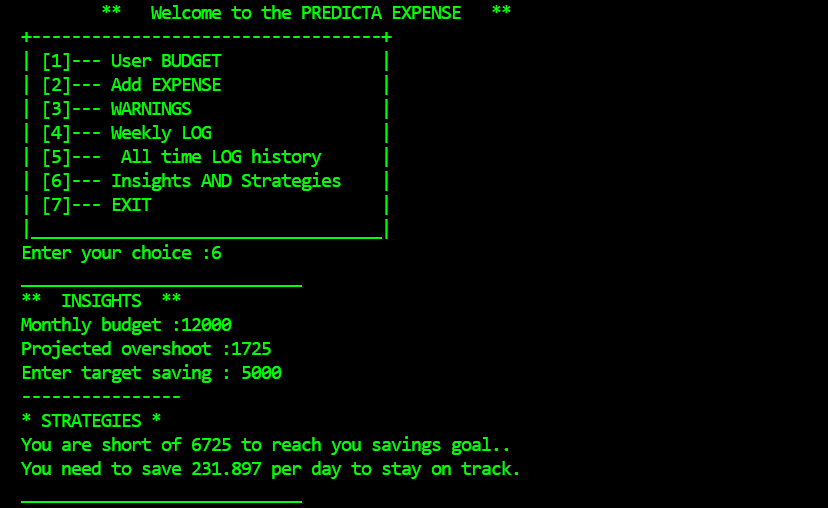 ** Welcome to the PREDICTA EXPENSE **
+-----------------------------------+
| [1]--- User BUDGET |
| [2]--- Add EXPENSE |
| [3]--- WARNINGS |
| [4]--- Weekly LOG |
| [5]--- All time LOG history |
| [6]--- Insights AND Strategies |
| [7]--- EXIT |
|___________________________________|
Enter your choice :6
____________________________
** INSIGHTS **
Monthly budget :12000
Projected overshoot :1725
Enter target saving : 5000
----------------
* STRATEGIES *
You are short of 6725 to reach you savings goal..
You need to save 231.897 per day to stay on track.
____________________________